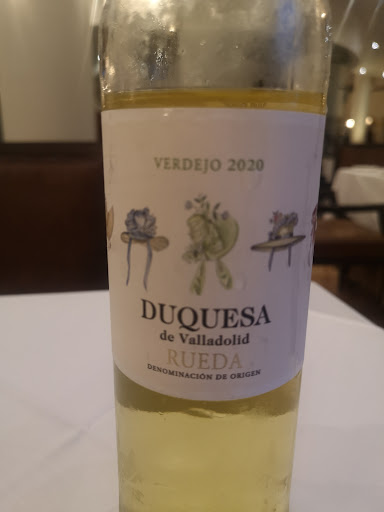 VERDEJO 2020
DUQUESA
de Valladolid
RUEDA
DENOMINACIÓN DE ORIGEN